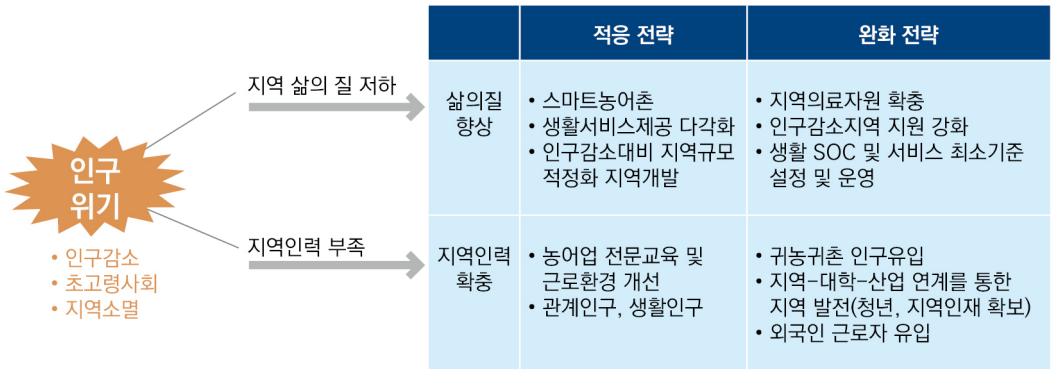 인구
위기
• 인구감소
• 초고령사회
• 지역소멸
지역 삶의 질 저하
지역인력 부족
적응 전략
완화 전략
삶의질
향상
• 스마트농어촌
• 생활서비스제공 다각화
• 인구감소대비 지역규모
적정화 지역개발
• 지역의료자원 확충
• 인구감소지역 지원 강화
• 생활 SOC 및 서비스 최소기준
설정 및 운영
지역인력
확충
• 농어업 전문교육 및
근로환경 개선
• 관계인구, 생활인구
• 귀농귀촌 인구유입
• 지역-대학-산업 연계를 통한
지역 발전(청년, 지역인재 확보)
• 외국인 근로자 유입